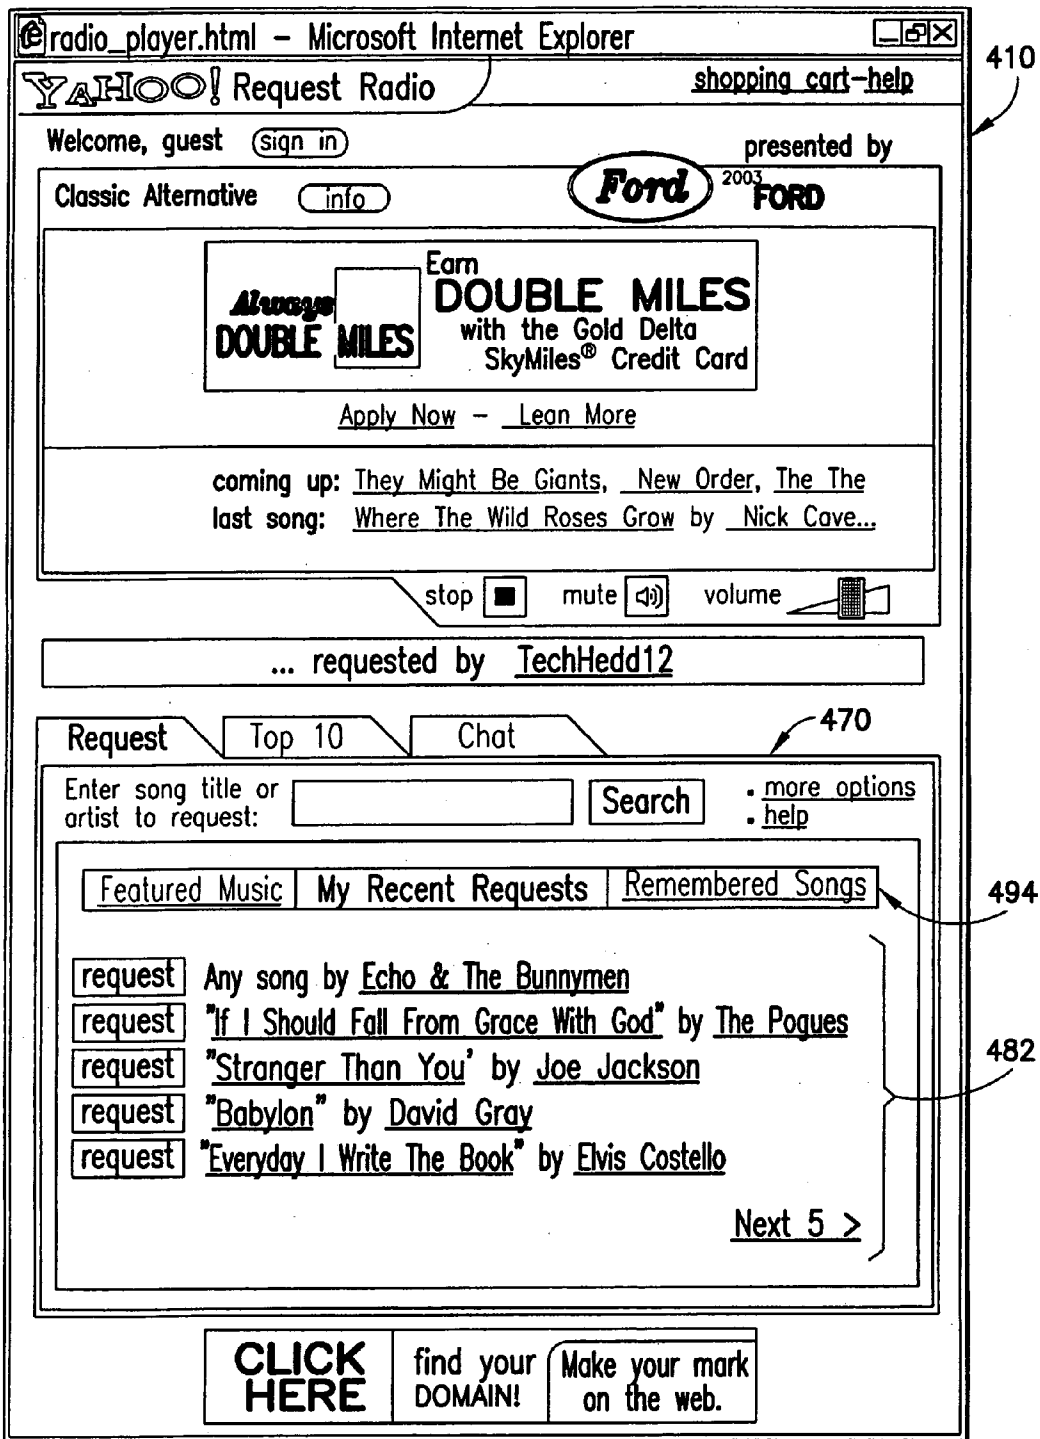 radio_player.html – Microsoft Internet Explorer
YAHOO! Request Radio
shopping cart-help
410
Welcome, guest sign in
presented by
Classic Alternative info
Ford 2003 FORD
Always
DOUBLE MILES
Earn
DOUBLE MILES
with the Gold Delta
SkyMiles® Credit Card
Apply Now – Lean More
coming up: They Might Be Giants, New Order, The The
last song: Where The Wild Roses Grow by Nick Cave...
stop mute volume
... requested by TechHedd12
470
Request Top 10 Chat
Enter song title or
artist to request:
Search
. more options
. help
Featured Music My Recent Requests Remembered Songs
494
request Any song by Echo & The Bunnymen
request "If I Should Fall From Grace With God" by The Pogues
request "Stranger Than You' by Joe Jackson
482
request "Babylon" by David Gray
request "Everyday I Write The Book" by Elvis Costello
Next 5 >
CLICK
HERE
find your
DOMAIN!
Make your mark
on the web.